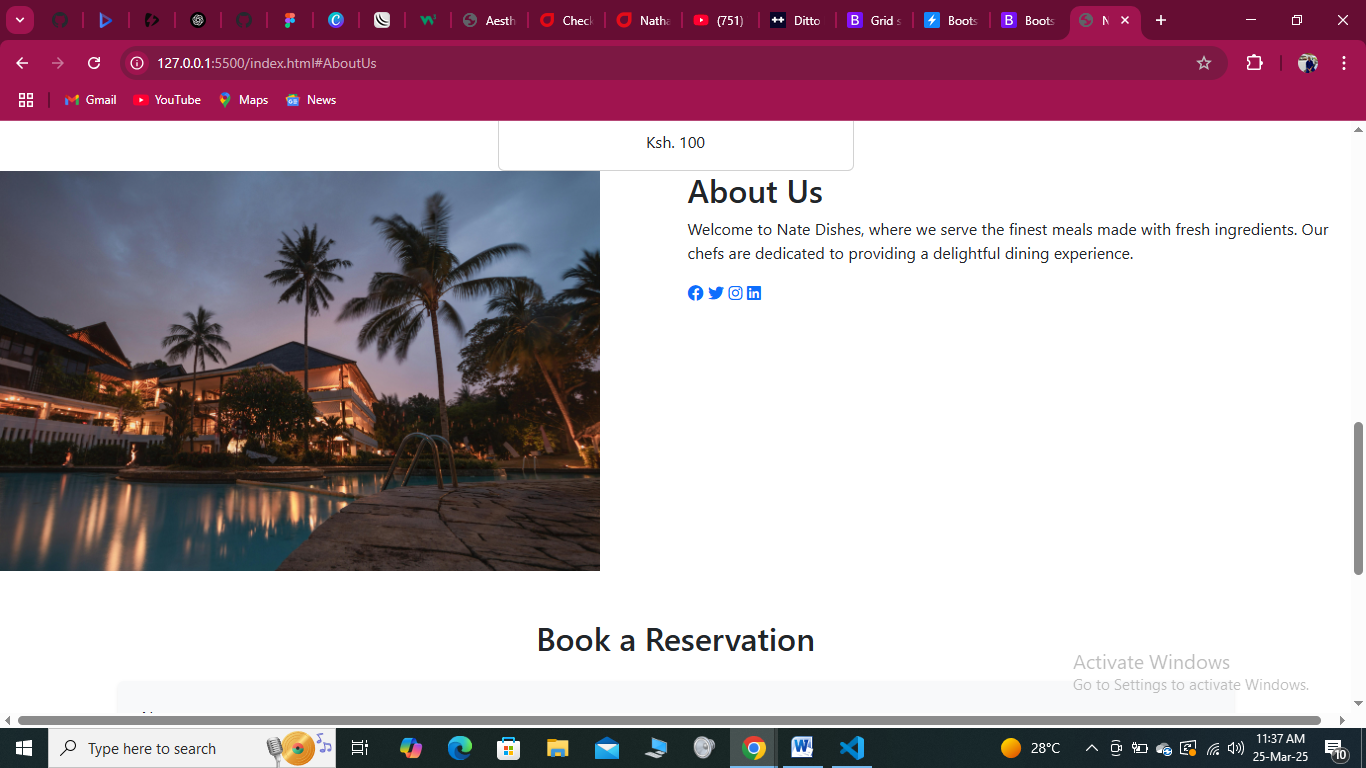 Aesth
Check
Natha
(751)
Ditto
Grid s
Boots
Boots
N
127.0.0.1:5500/index.html#AboutUs
Gmail
YouTube
Maps
News
Ksh. 100
About Us
Welcome to Nate Dishes, where we serve the finest meals made with fresh ingredients. Our
chefs are dedicated to providing a delightful dining experience.
Book a Reservation
Activate Windows
Go to Settings to activate Windows.
Type here to search
28°C
11:37 AM
25-Mar-25
10